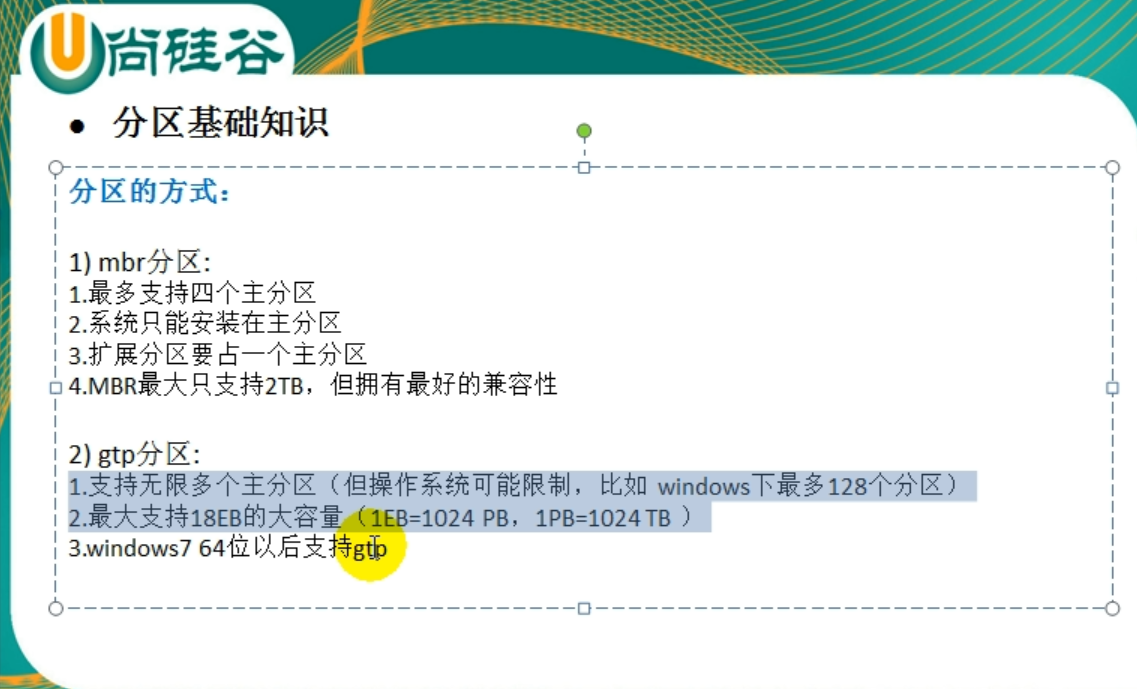 尚硅谷
● 分区基础知识
分区的方式：
1) mbr分区:
1.最多支持四个主分区
2.系统只能安装在主分区
3.扩展分区要占一个主分区
4.MBR最大只支持2TB，但拥有最好的兼容性
2) gtp分区:
1.支持无限多个主分区（但操作系统可能限制，比如 windows下最多128个分区）
2.最大支持18EB的大容量（1EB=1024 PB，1PB=1024 TB ）
3.windows7 64位以后支持gtp